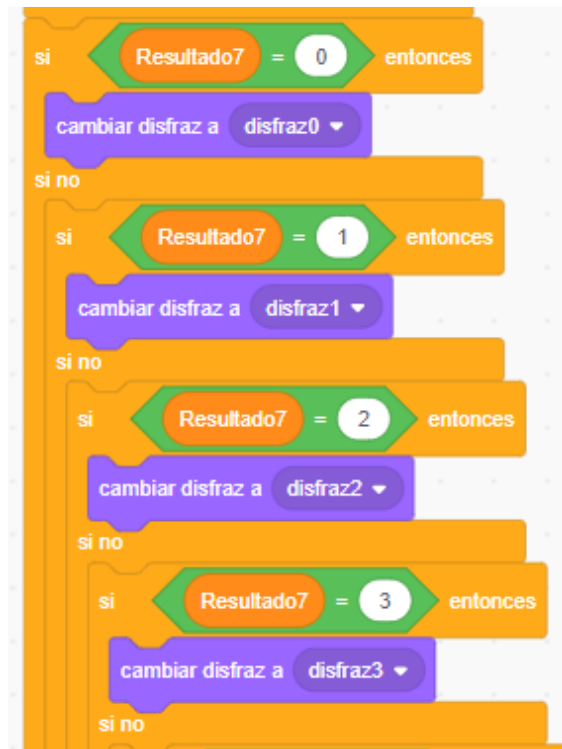 si Resultado7 = 0 entonces
cambiar disfraz a disfraz0
si no
si Resultado7 = 1 entonces
cambiar disfraz a disfraz1
si no
si Resultado7 = 2 entonces
cambiar disfraz a disfraz2
si no
si Resultado7 = 3 entonces
cambiar disfraz a disfraz3
si no